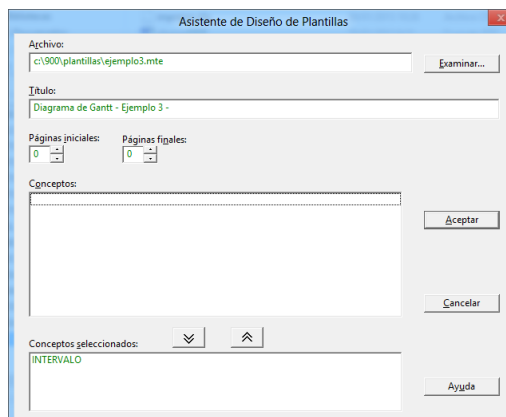 Asistente de Diseño de Plantillas
x
Archivo:
c:\900\plantillas\ejemplo3.mte
Examinar...
Título:
Diagrama de Gantt - Ejemplo 3 -
Páginas iniciales:
Páginas finales:
0
0
Conceptos:
Aceptar
Cancelar
Conceptos seleccionados:
INTERVALO
Ayuda